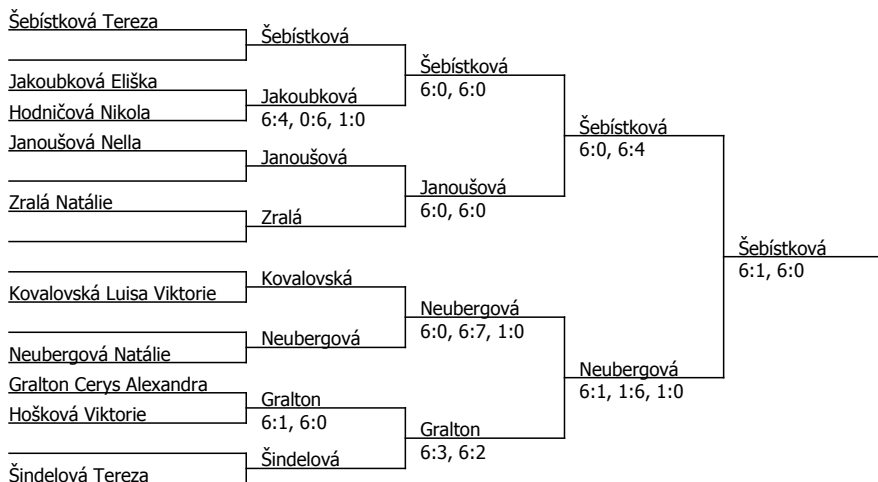 Šebístková Tereza
Jakoubková Eliška
Hodničová Nikola
Janoušová Nella
Zralá Natálie
Kovalovská Luisa Viktorie
Neubergová Natálie
Gralton Cerys Alexandra
Hošková Viktorie
Šindelová Tereza
Šebístková
Jakoubková
6:4, 0:6, 1:0
Janoušová
Zralá
Kovalovská
Neubergová
Gralton
6:1, 6:0
Šindelová
Šebístková
6:0, 6:0
Janoušová
6:0, 6:0
Neubergová
6:0, 6:7, 1:0
Gralton
6:3, 6:2
Šebístková
6:0, 6:4
Neubergová
6:1, 1:6, 1:0
Šebístková
6:1, 6:0